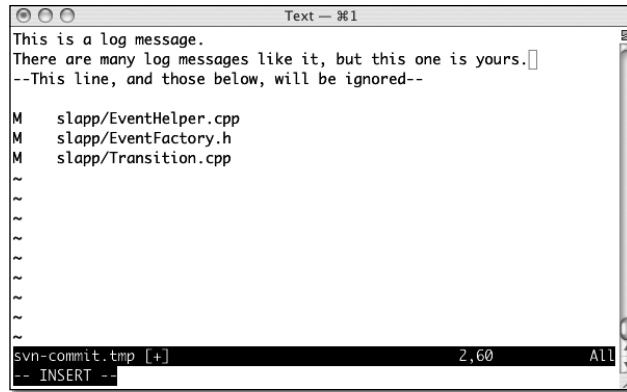 Text — ⌘1
This is a log message.
There are many log messages like it, but this one is yours.
--This line, and those below, will be ignored--
M    slapp/EventHelper.cpp
M    slapp/EventFactory.h
M    slapp/Transition.cpp
~
~
~
~
~
~
~
~
~
svn-commit.tmp [+]    2,60    All
-- INSERT --